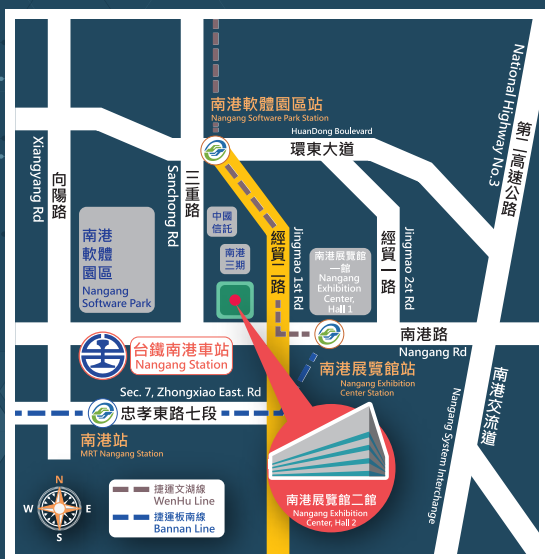 南港軟體園區站
Nangang Software Park Station
HuanDong Boulevard
環東大道
National Highway No.3
第二高速公路
Xiangyang Rd
向陽路
Sanchong Rd
三重路
中國
信託
南港
三期
經貿二路
Jingmao 1st Rd
經貿一路
Jingmao 2st Rd
南港
軟體
園區
Nangang
Software Park
南港展覽館
一館
Nangang
Exhibition
Center,
Hall 1
台鐵南港車站
Nangang Station
南港路
Nangang Rd
南港展覽館站
Nangang Exhibition
Center Station
Sec. 7, Zhongxiao East. Rd
忠孝東路七段
南港站
MRT Nangang Station
南港交流道
Nangang System Interchange
南港展覽館二館
Nangang Exhibition
Center, Hall 2
N
W
E
S
捷運文湖線
WenHu Line
捷運板南線
Bannan Line